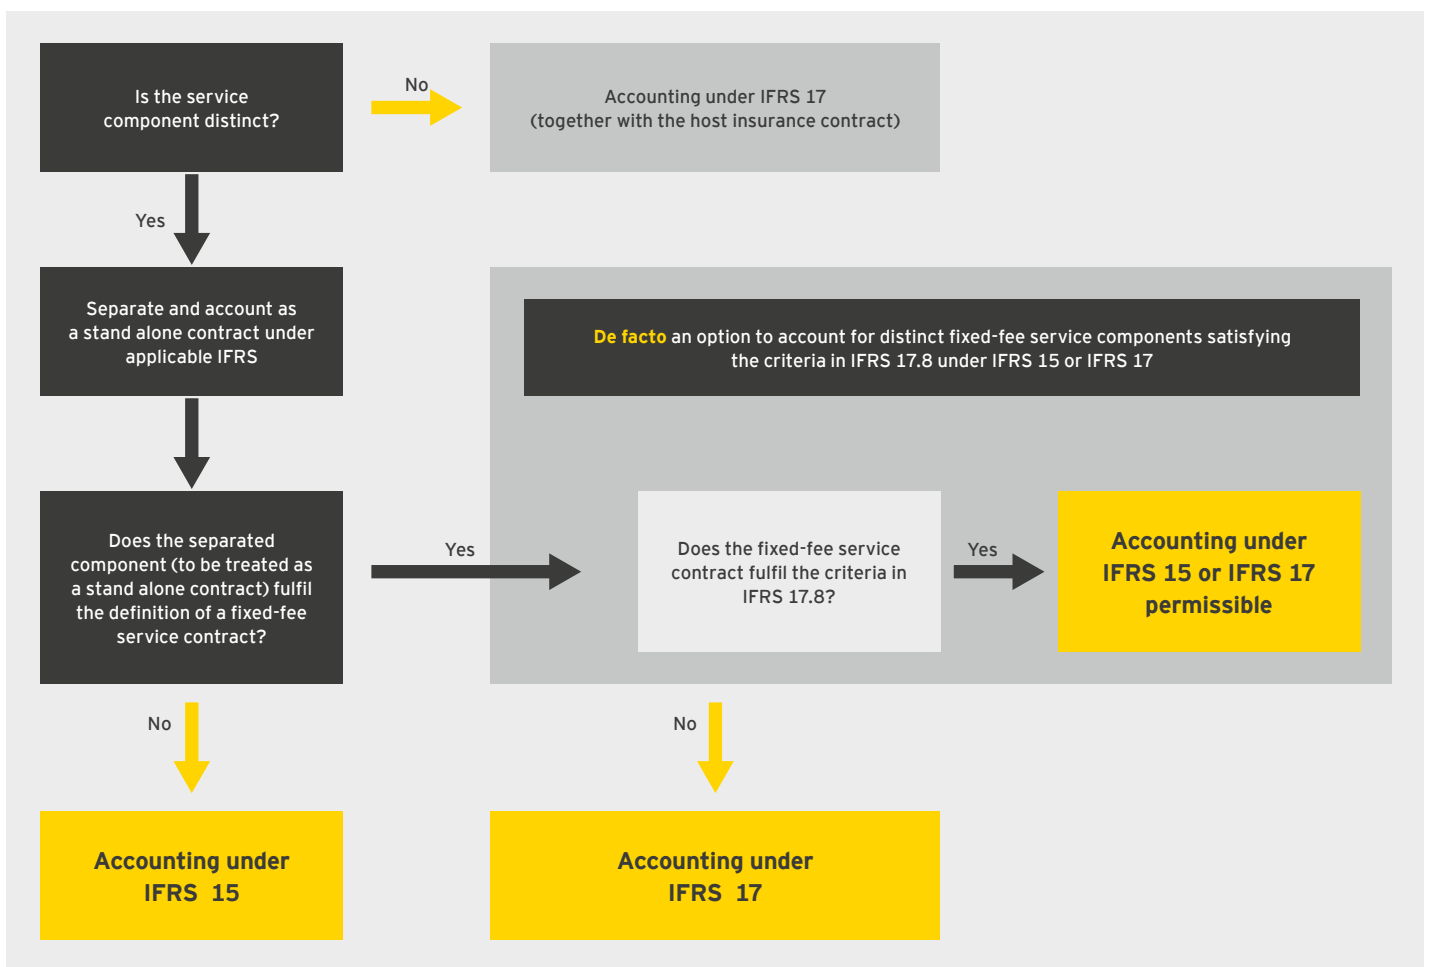 Is the service
component distinct?
No
Accounting under IFRS 17
(together with the host insurance contract)
Yes
Separate and account as
a stand alone contract under
applicable IFRS
De facto an option to account for distinct fixed-fee service components satisfying
the criteria in IFRS 17.8 under IFRS 15 or IFRS 17
Does the separated
component (to be treated as
a stand alone contract) fulfil
the definition of a fixed-fee
service contract?
Yes
Does the fixed-fee service
contract fulfil the criteria in
IFRS 17.8?
Yes
Accounting under
IFRS 15 or IFRS 17
permissible
No
No
Accounting under
IFRS 15
Accounting under
IFRS 17